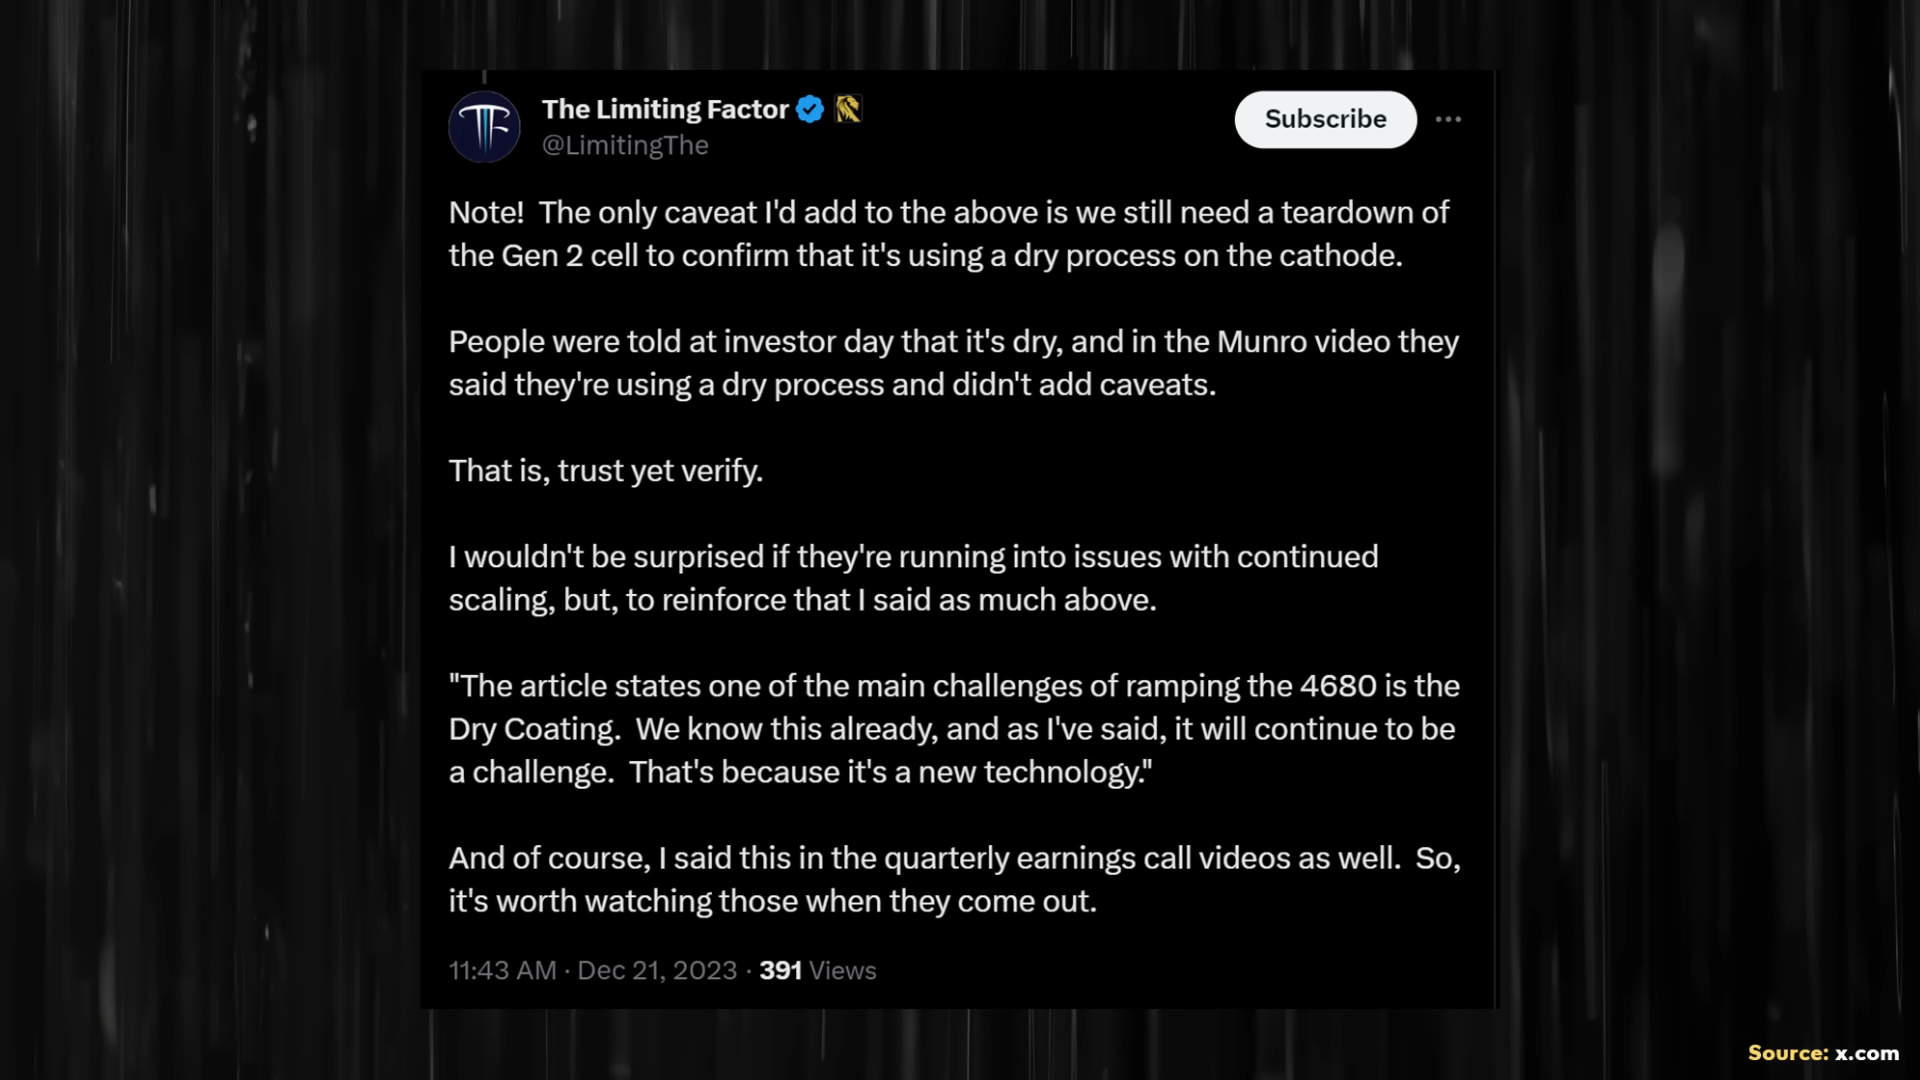 The Limiting Factor
@LimitingThe
Subscribe
Note!  The only caveat I'd add to the above is we still need a teardown of
the Gen 2 cell to confirm that it's using a dry process on the cathode.
People were told at investor day that it's dry, and in the Munro video they
said they're using a dry process and didn't add caveats.
That is, trust yet verify.
I wouldn't be surprised if they're running into issues with continued
scaling, but, to reinforce that I said as much above.
"The article states one of the main challenges of ramping the 4680 is the
Dry Coating.  We know this already, and as I've said, it will continue to be
a challenge.  That's because it's a new technology."
And of course, I said this in the quarterly earnings call videos as well.  So,
it's worth watching those when they come out.
11:43 AM · Dec 21, 2023 · 391 Views
Source: x.com